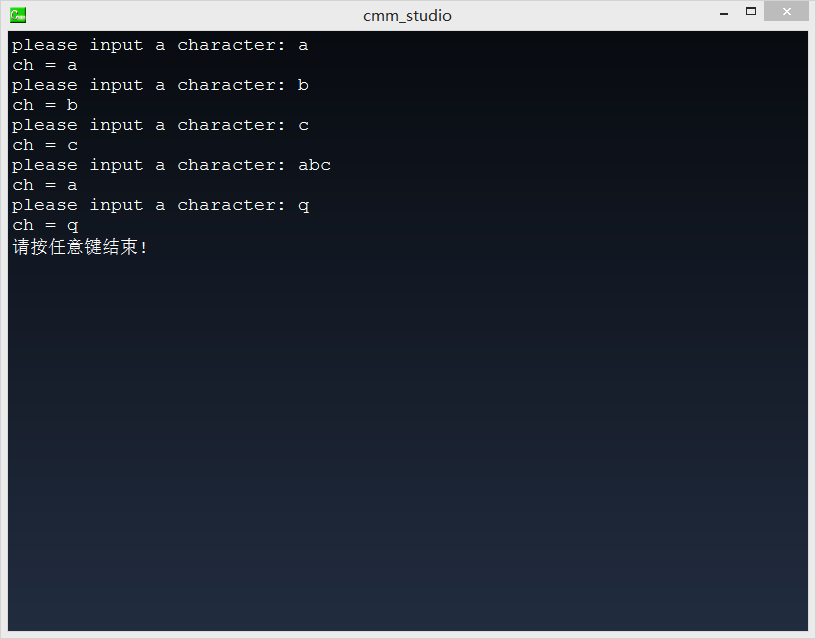 cmm_studio
please input a character: a
ch = a
please input a character: b
ch = b
please input a character: c
ch = c
please input a character: abc
ch = a
please input a character: q
ch = q
请按任意键结束!